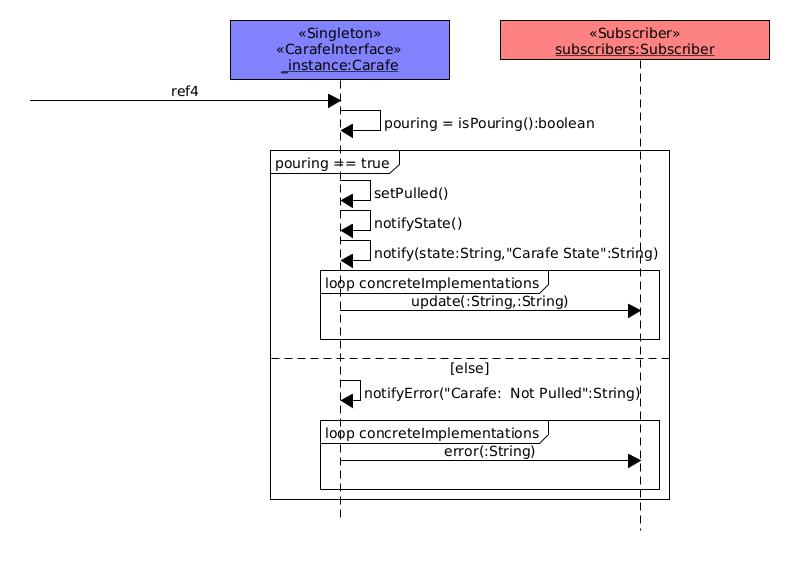 «Singleton»
«CarafeInterface»
_instance:Carafe
«Subscriber»
subscribers:Subscriber
ref4
pouring = isPouring():boolean
pouring == true
setPulled()
notifyState()
notify(state:String,"Carafe State":String)
loop concreteImplementations
update(:String,:String)
[else]
notifyError("Carafe:  Not Pulled":String)
loop concreteImplementations
error(:String)